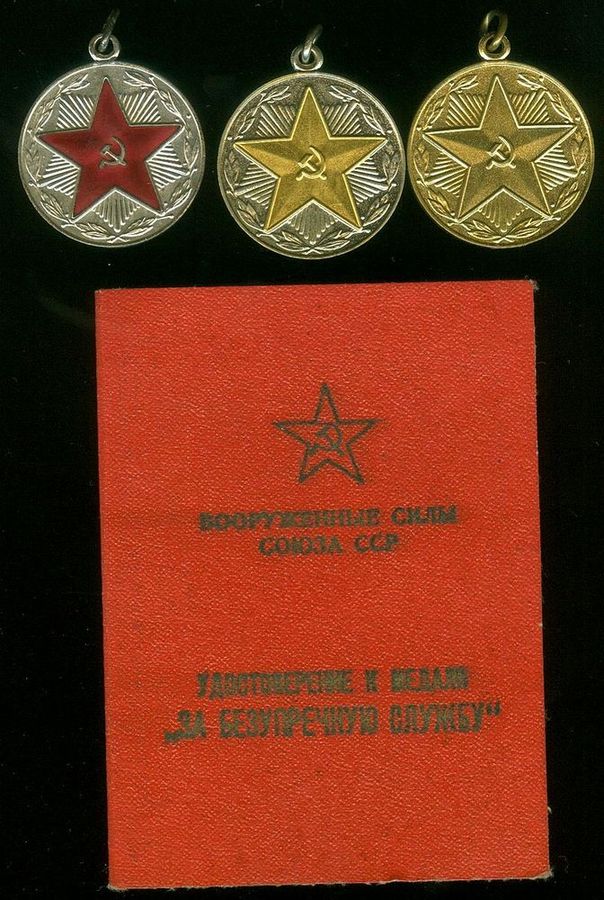 ВООРУЖЕННЫЕ СИЛЫ
СОЮЗА ССР
УДОСТОВЕРЕНИЕ К МЕДАЛИ
„ЗА БЕЗУПРЕЧНУЮ СЛУЖБУ“